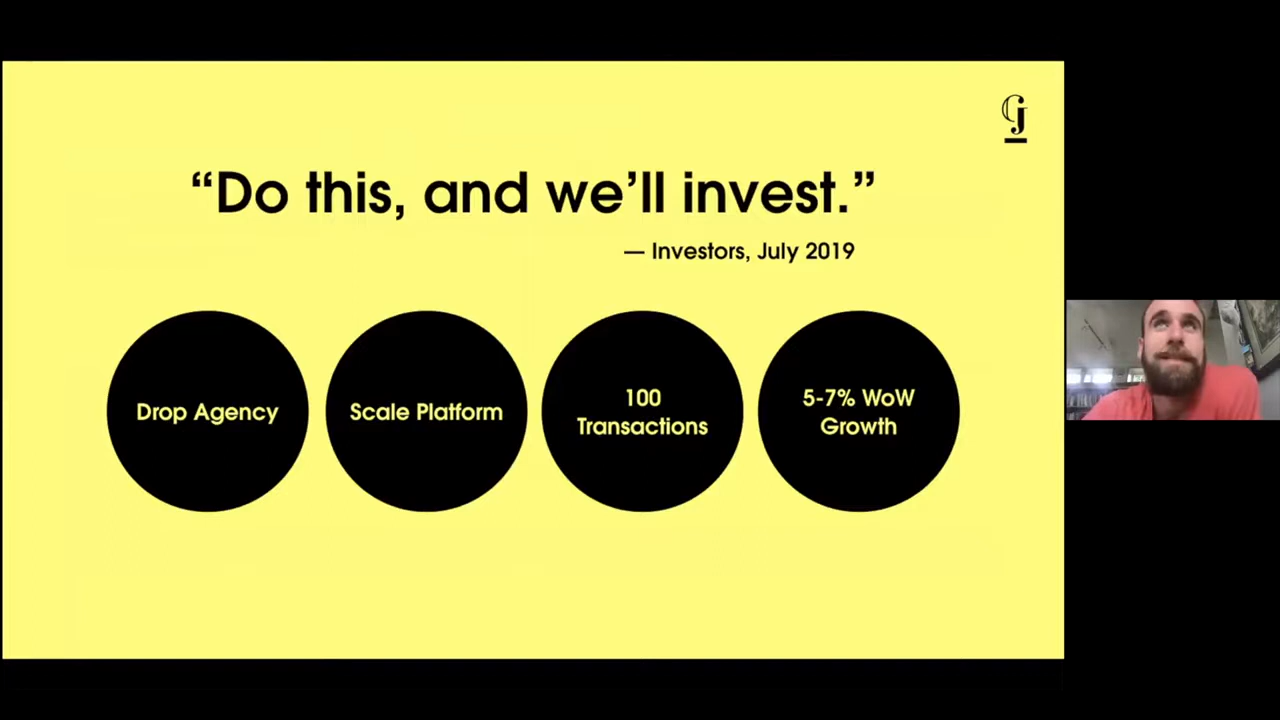 GJ
“Do this, and we’ll invest.”
— Investors, July 2019
Drop Agency
Scale Platform
100
Transactions
5-7% WoW
Growth